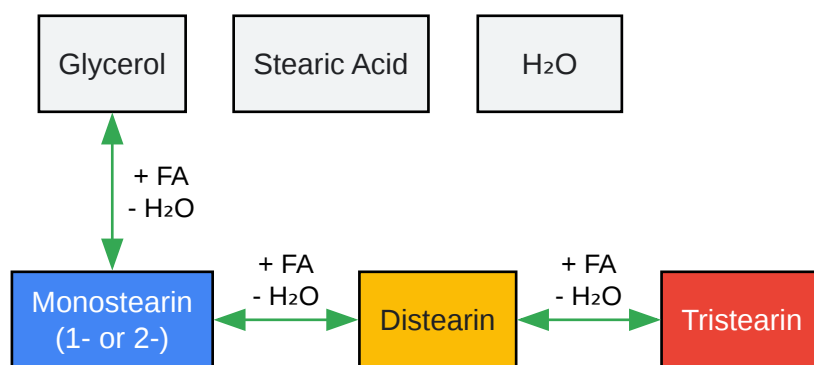 Glycerol
Stearic Acid
H₂O
+ FA
- H₂O
Monostearin
(1- or 2-)
+ FA
- H₂O
Distearin
+ FA
- H₂O
Tristearin